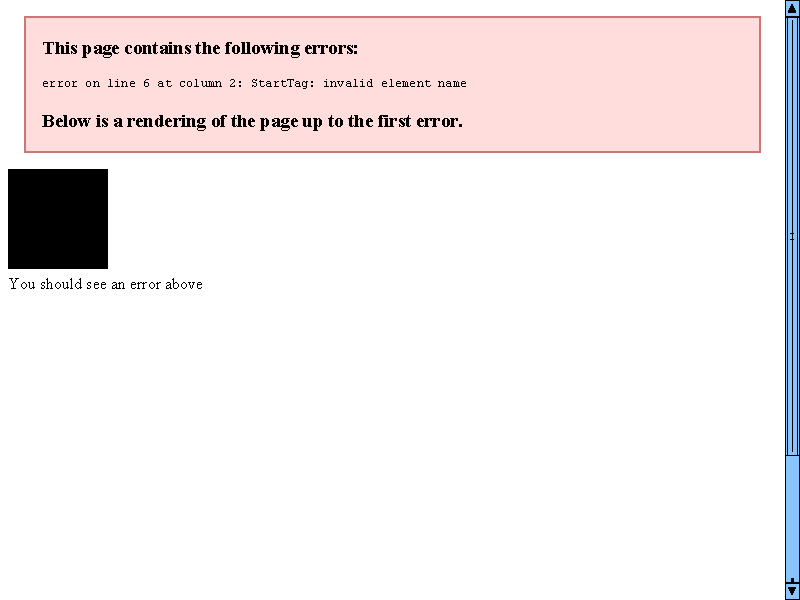 This page contains the following errors:
error on line 6 at column 2: StartTag: invalid element name
Below is a rendering of the page up to the first error.
You should see an error above